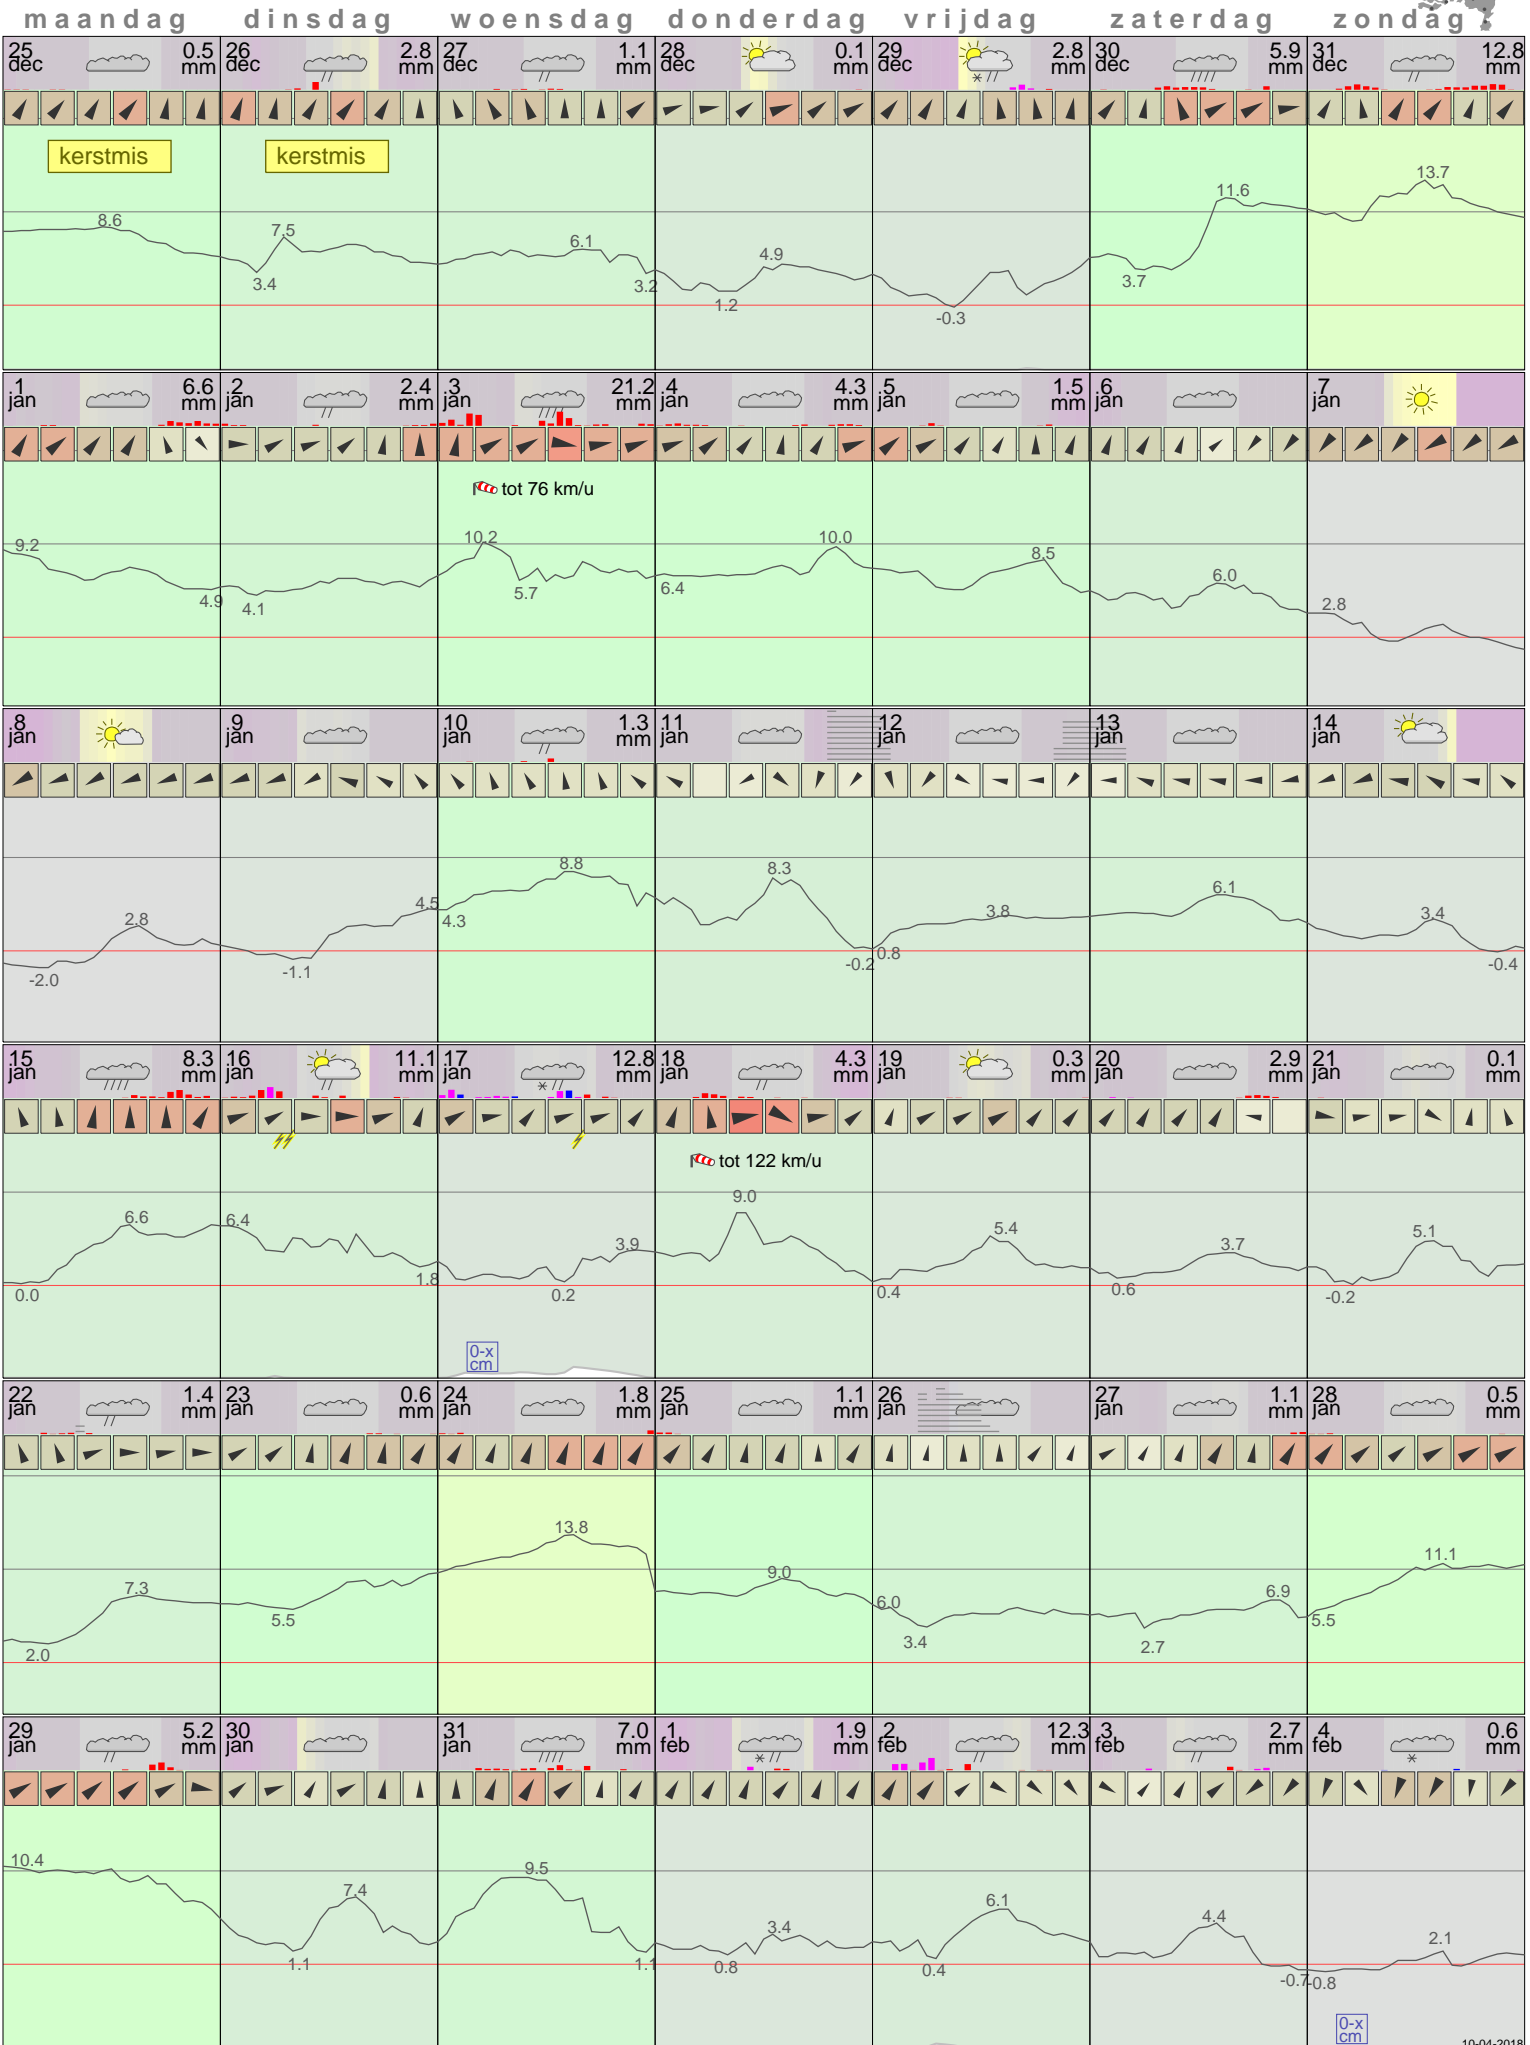 maandag dinsdag woensdag donderdag vrijdag zaterdag zondag
25 dec 0.5 mm 26 dec 2.8 mm 27 dec 1.1 mm 28 dec 0.1 mm 29 dec 2.8 mm 30 dec 5.9 mm 31 dec 12.8 mm
kerstmis kerstmis
8.6 3.4 7.5 6.1 3.2 1.2 4.9 -0.3 3.7 11.6 13.7
1 jan 6.6 mm 2 jan 2.4 mm 3 jan 21.2 mm 4 jan 4.3 mm 5 jan 1.5 mm 6 jan 7 jan
tot 76 km/u
9.2 4.9 4.1 10.2 5.7 6.4 10.0 8.5 6.0 2.8
8 jan 9 jan 10 jan 1.3 mm 11 jan 12 jan 13 jan 14 jan
-2.0 2.8 -1.1 4.5 4.3 8.8 8.3 -0.2 0.8 3.8 6.1 3.4 -0.4
15 jan 8.3 mm 16 jan 11.1 mm 17 jan 12.8 mm 18 jan 4.3 mm 19 jan 0.3 mm 20 jan 2.9 mm 21 jan 0.1 mm
tot 122 km/u
0.0 6.6 6.4 1.8 0.2 3.9 9.0 0.4 5.4 0.6 3.7 -0.2 5.1
0-x
cm
22 jan 1.4 mm 23 jan 0.6 mm 24 jan 1.8 mm 25 jan 1.1 mm 26 jan 27 jan 1.1 mm 28 jan 0.5 mm
2.0 7.3 5.5 13.8 9.0 6.0 3.4 2.7 6.9 5.5 11.1
29 jan 5.2 mm 30 jan 31 jan 7.0 mm 1 feb 1.9 mm 2 feb 12.3 mm 3 feb 2.7 mm 4 feb 0.6 mm
10.4 1.1 7.4 9.5 1.1 0.8 3.4 0.4 6.1 4.4 -0.7 -0.8 2.1
0-x
cm
10-04-2018